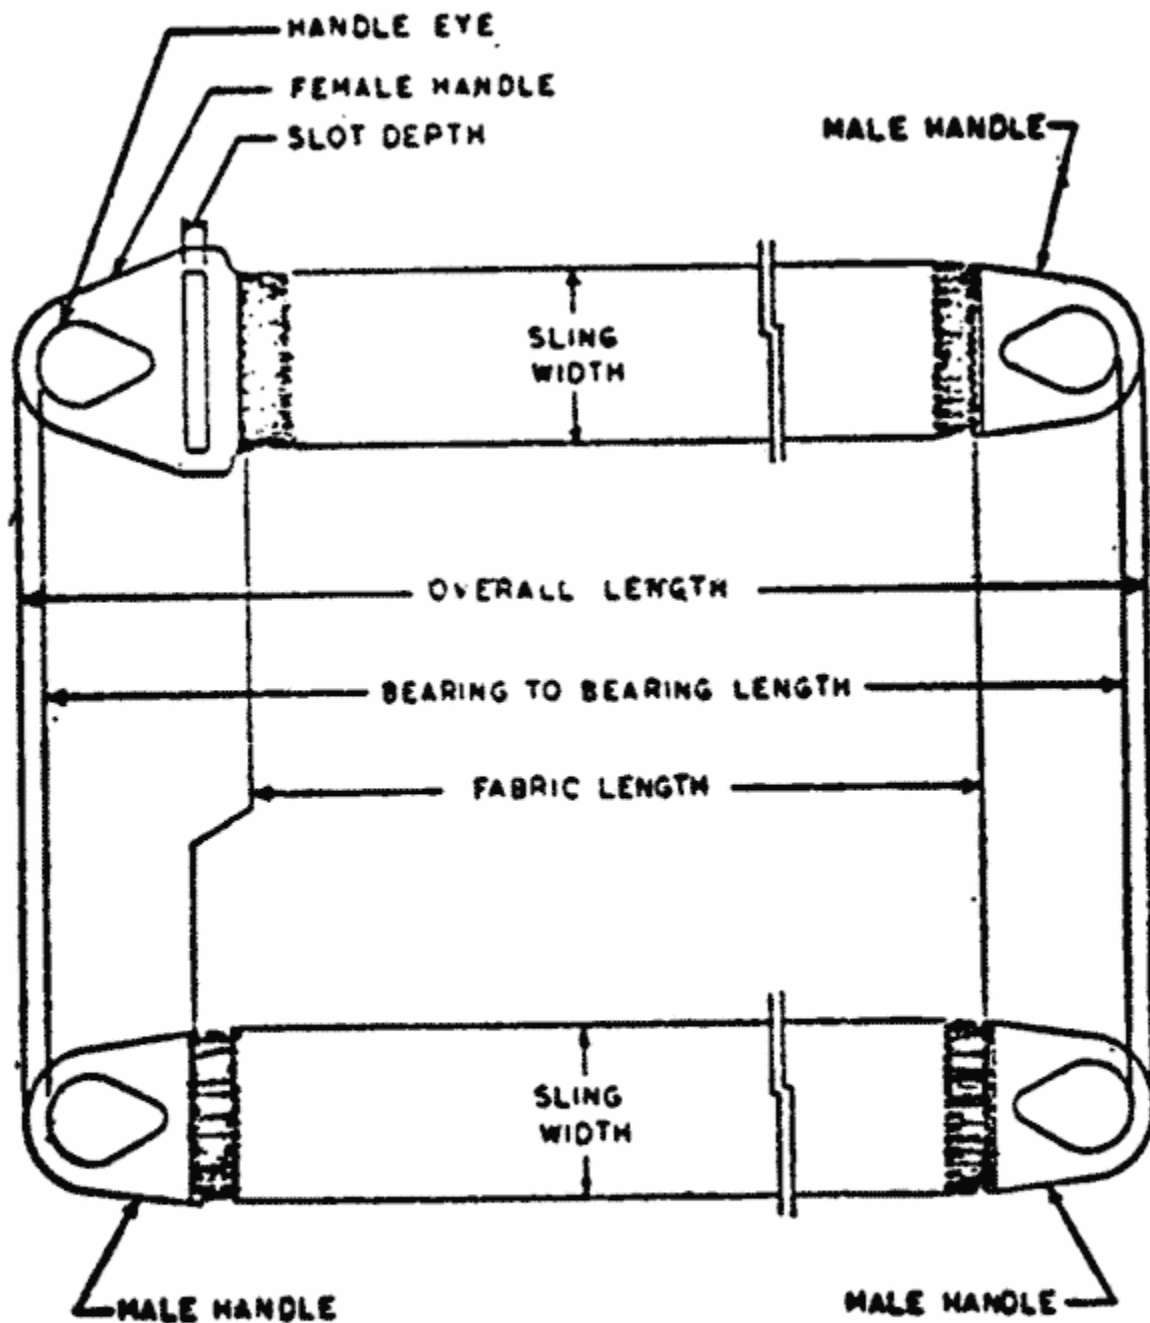 HANDLE EYE
FEMALE HANDLE
SLOT DEPTH
MALE HANDLE
SLING
WIDTH
OVERALL LENGTH
BEARING TO BEARING LENGTH
FABRIC LENGTH
SLING
WIDTH
MALE HANDLE
MALE HANDLE